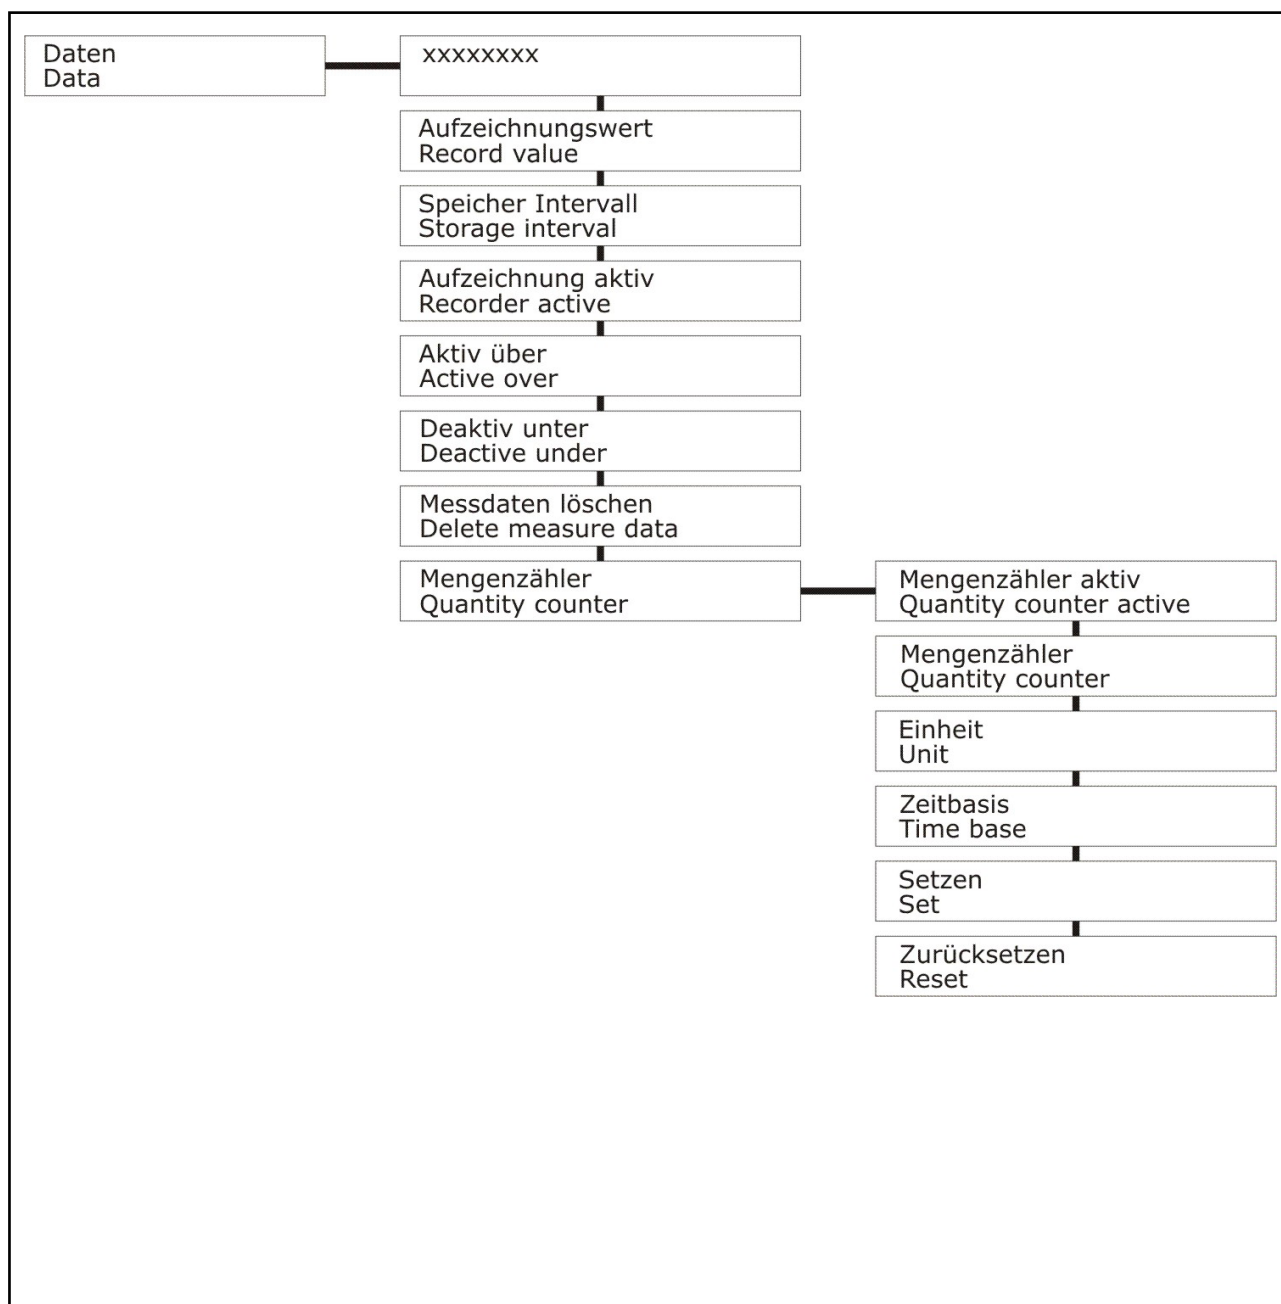 Daten
Data
xxxxxxxx
Aufzeichnungswert
Record value
Speicher Intervall
Storage interval
Aufzeichnung aktiv
Recorder active
Aktiv über
Active over
Deaktiv unter
Deactive under
Messdaten löschen
Delete measure data
Mengenzähler
Quantity counter
Mengenzähler aktiv
Quantity counter active
Mengenzähler
Quantity counter
Einheit
Unit
Zeitbasis
Time base
Setzen
Set
Zurücksetzen
Reset